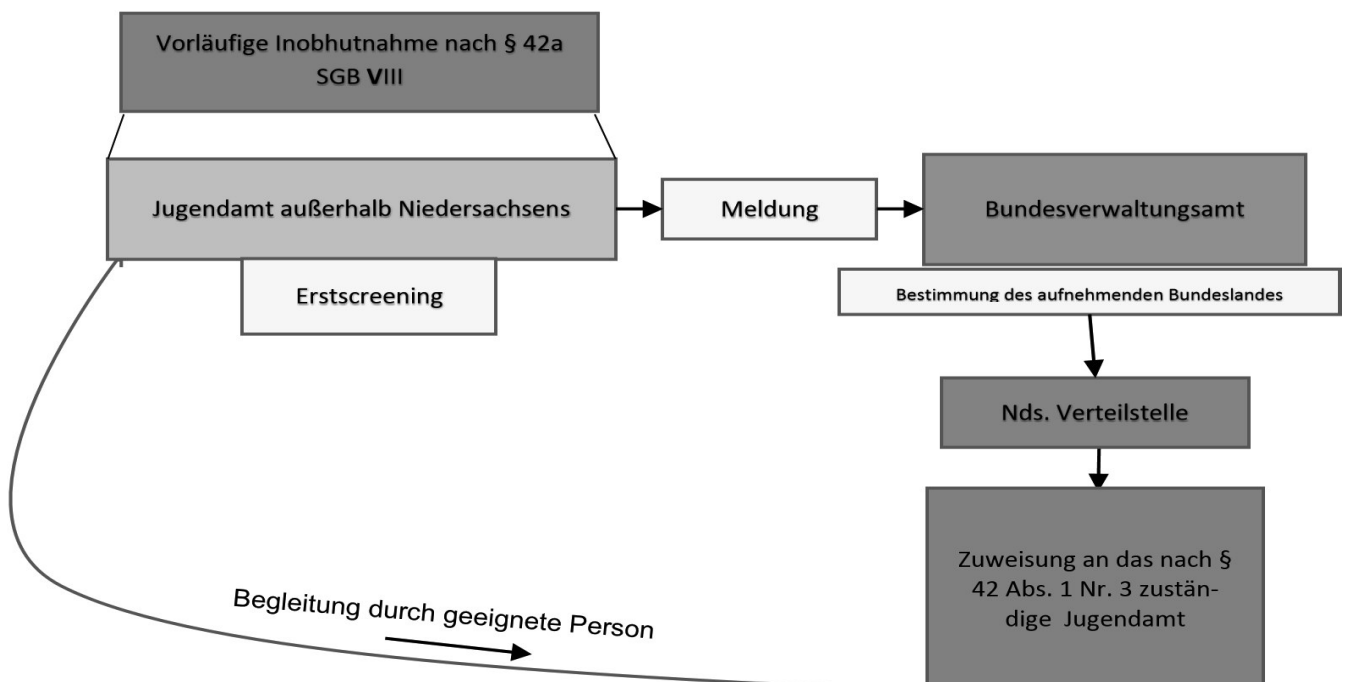 Vorläufige Inobhutnahme nach § 42a
SGB VIII
Jugendamt außerhalb Niedersachsens
Meldung
Bundesverwaltungsamt
Erstscreening
Bestimmung des aufnehmenden Bundeslandes
Nds. Verteilstelle
Zuweisung an das nach §
42 Abs. 1 Nr. 3 zustän-
dige Jugendamt
Begleitung durch geeignete Person